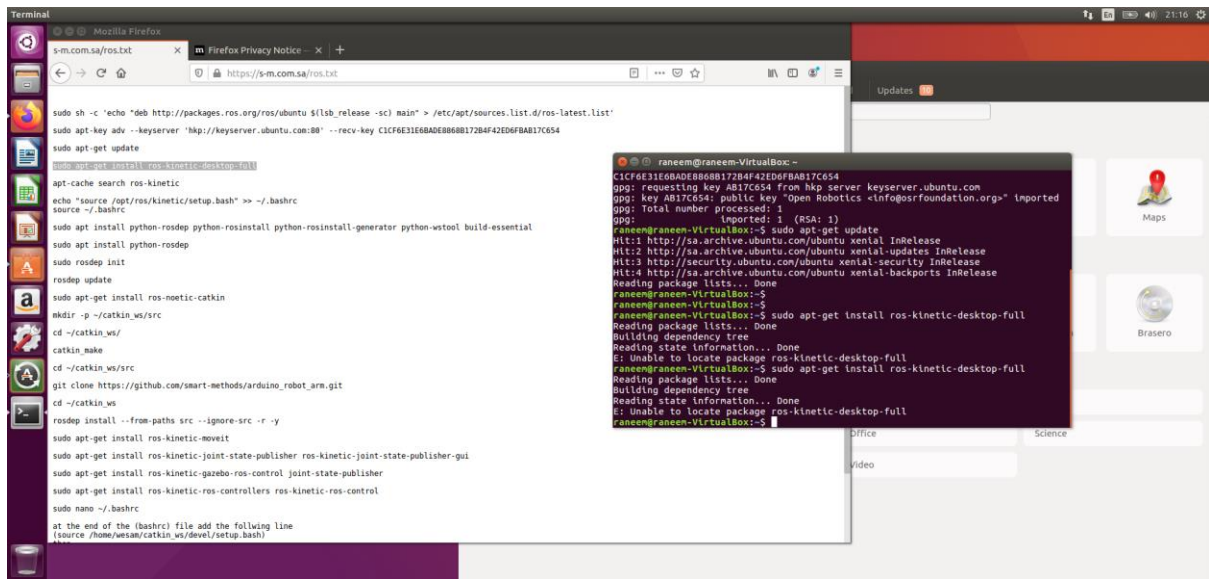 Terminal
En
21:16
Mozilla Firefox
s-m.com.sa/ros.txt
Firefox Privacy Notice —
https://s-m.com.sa/ros.txt
sudo sh -c 'echo "deb http://packages.ros.org/ros/ubuntu $(lsb_release -sc) main" > /etc/apt/sources.list.d/ros-latest.list'
sudo apt-key adv --keyserver 'hkp://keyserver.ubuntu.com:80' --recv-key C1CF6E31E6BADE8868B172B4F42ED6FBAB17C654
sudo apt-get update
sudo apt-get install ros-kinetic-desktop-full
apt-cache search ros-kinetic
echo "source /opt/ros/kinetic/setup.bash" >> ~/.bashrc
source ~/.bashrc
sudo apt install python-rosdep python-rosinstall python-rosinstall-generator python-wstool build-essential
sudo apt install python-rosdep
sudo rosdep init
rosdep update
sudo apt-get install ros-noetic-catkin
mkdir -p ~/catkin_ws/src
cd ~/catkin_ws/
catkin_make
cd ~/catkin_ws/src
git clone https://github.com/smart-methods/arduino_robot_arm.git
cd ~/catkin_ws
rosdep install --from-paths src --ignore-src -r -y
sudo apt-get install ros-kinetic-moveit
sudo apt-get install ros-kinetic-joint-state-publisher ros-kinetic-joint-state-publisher-gui
sudo apt-get install ros-kinetic-gazebo-ros-control joint-state-publisher
sudo apt-get install ros-kinetic-ros-controllers ros-kinetic-ros-control
sudo nano ~/.bashrc
at the end of the (bashrc) file add the follwing line
(source /home/wesam/catkin_ws/devel/setup.bash)
raneem@raneem-VirtualBox: ~
C1CF6E31E6BADE8868B172B4F42ED6FBAB17C654
gpg: requesting key AB17C654 from hkp server keyserver.ubuntu.com
gpg: key AB17C654: public key "Open Robotics <info@osrfoundation.org>" imported
gpg: Total number processed: 1
gpg: imported: 1 (RSA: 1)
raneem@raneem-VirtualBox:~$ sudo apt-get update
Hit:1 http://sa.archive.ubuntu.com/ubuntu xenial InRelease
Hit:2 http://sa.archive.ubuntu.com/ubuntu xenial-updates InRelease
Hit:3 http://security.ubuntu.com/ubuntu xenial-security InRelease
Hit:4 http://sa.archive.ubuntu.com/ubuntu xenial-backports InRelease
Reading package lists... Done
raneem@raneem-VirtualBox:~$
raneem@raneem-VirtualBox:~$
raneem@raneem-VirtualBox:~$ sudo apt-get install ros-kinetic-desktop-full
Reading package lists... Done
Building dependency tree
Reading state information... Done
E: Unable to locate package ros-kinetic-desktop-full
raneem@raneem-VirtualBox:~$ sudo apt-get install ros-kinetic-desktop-full
Reading package lists... Done
Building dependency tree
Reading state information... Done
E: Unable to locate package ros-kinetic-desktop-full
raneem@raneem-VirtualBox:~$
Updates 10
Maps
Brasero
Office
Science
Video